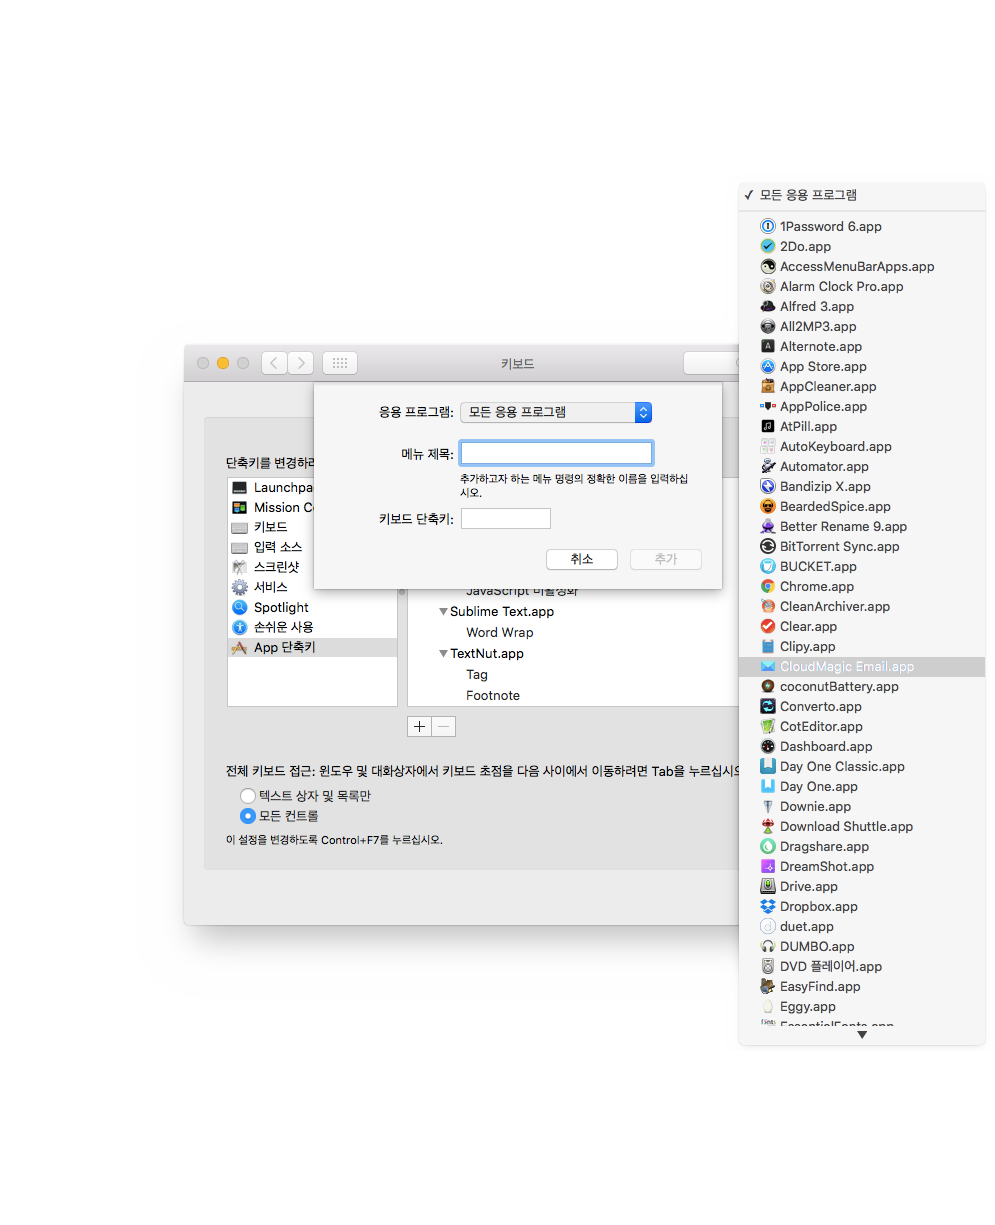 키보드
응용 프로그램:
모든 응용 프로그램
메뉴 제목:
추가하고자 하는 메뉴 명령의 정확한 이름을 입력하십
시오.
키보드 단축키:
취소
추가
단축키를 변경하려
Launchpa
Mission Co
키보드
입력 소스
스크린샷
서비스
Spotlight
손쉬운 사용
App 단축키
JavaScript 비활성화
Sublime Text.app
Word Wrap
TextNut.app
Tag
Footnote
전체 키보드 접근: 윈도우 및 대화상자에서 키보드 초점을 다음 사이에서 이동하려면 Tab을 누르십시오
텍스트 상자 및 목록만
모든 컨트롤
이 설정을 변경하도록 Control+F7를 누르십시오.
✓ 모든 응용 프로그램
1Password 6.app
2Do.app
AccessMenuBarApps.app
Alarm Clock Pro.app
Alfred 3.app
All2MP3.app
Alternote.app
App Store.app
AppCleaner.app
AppPolice.app
AtPill.app
AutoKeyboard.app
Automator.app
Bandizip X.app
BeardedSpice.app
Better Rename 9.app
BitTorrent Sync.app
BUCKET.app
Chrome.app
CleanArchiver.app
Clear.app
Clipy.app
CloudMagic Email.app
coconutBattery.app
Converto.app
CotEditor.app
Dashboard.app
Day One Classic.app
Day One.app
Downie.app
Download Shuttle.app
Dragshare.app
DreamShot.app
Drive.app
Dropbox.app
duet.app
DUMBO.app
DVD 플레이어.app
EasyFind.app
Eggy.app
EssentialFonts.app